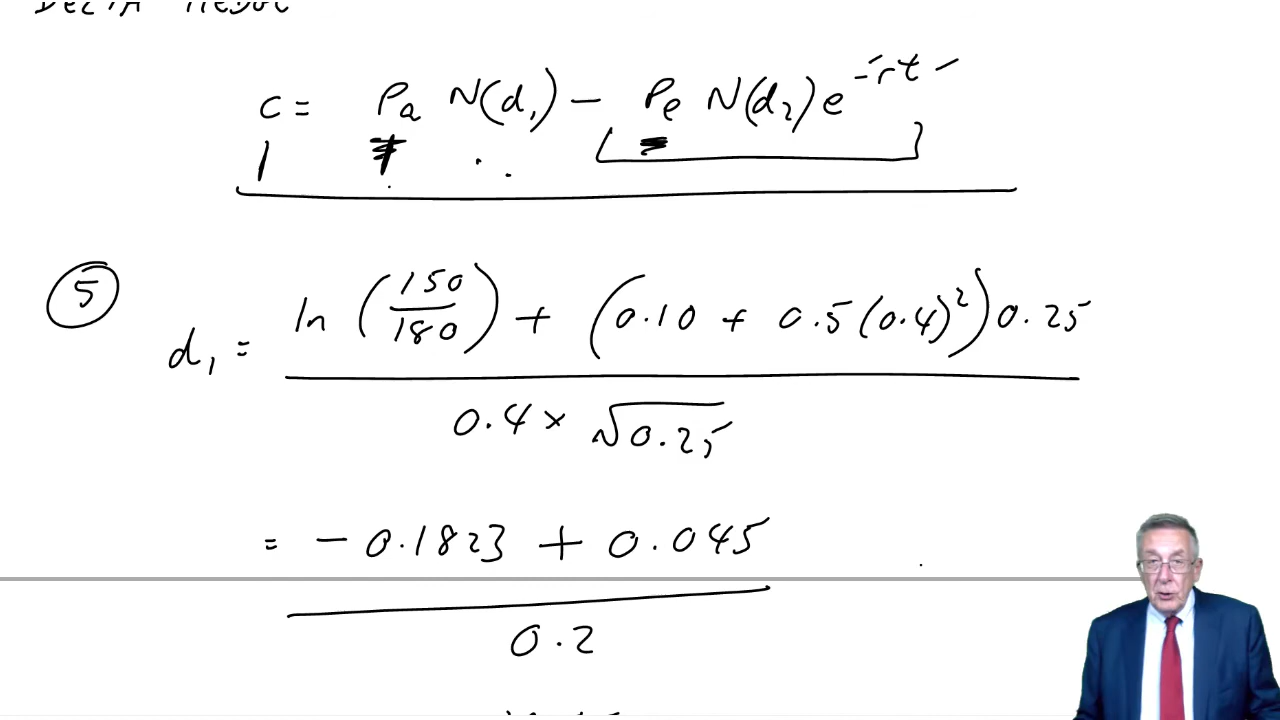 c = Pa N(d1) - Pe N(d2) e^-rt
5
d1 = (ln(150/180) + (0.10 + 0.5(0.4)^2)0.25) / (0.4 × √0.25)
= (-0.1823 + 0.045) / 0.2